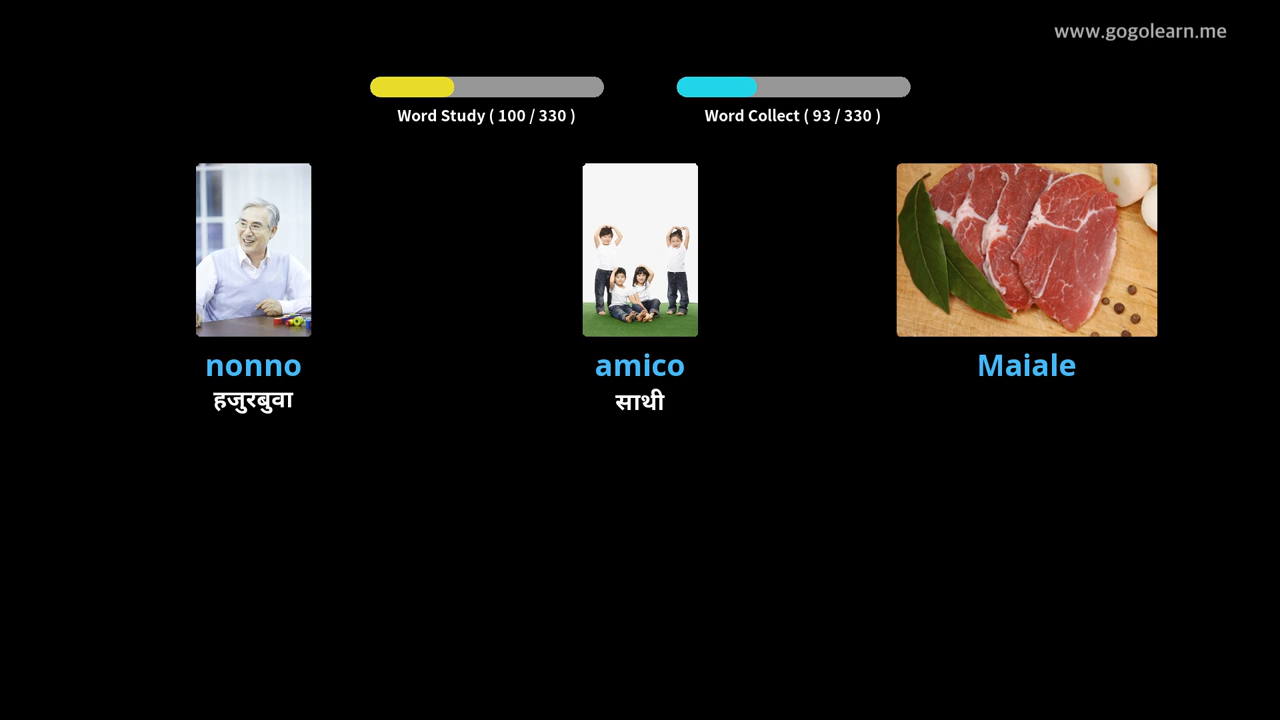 www.gogolearn.me
Word Study ( 100 / 330 )
Word Collect ( 93 / 330 )
nonno
हजुरबुवा
amico
साथी
Maiale